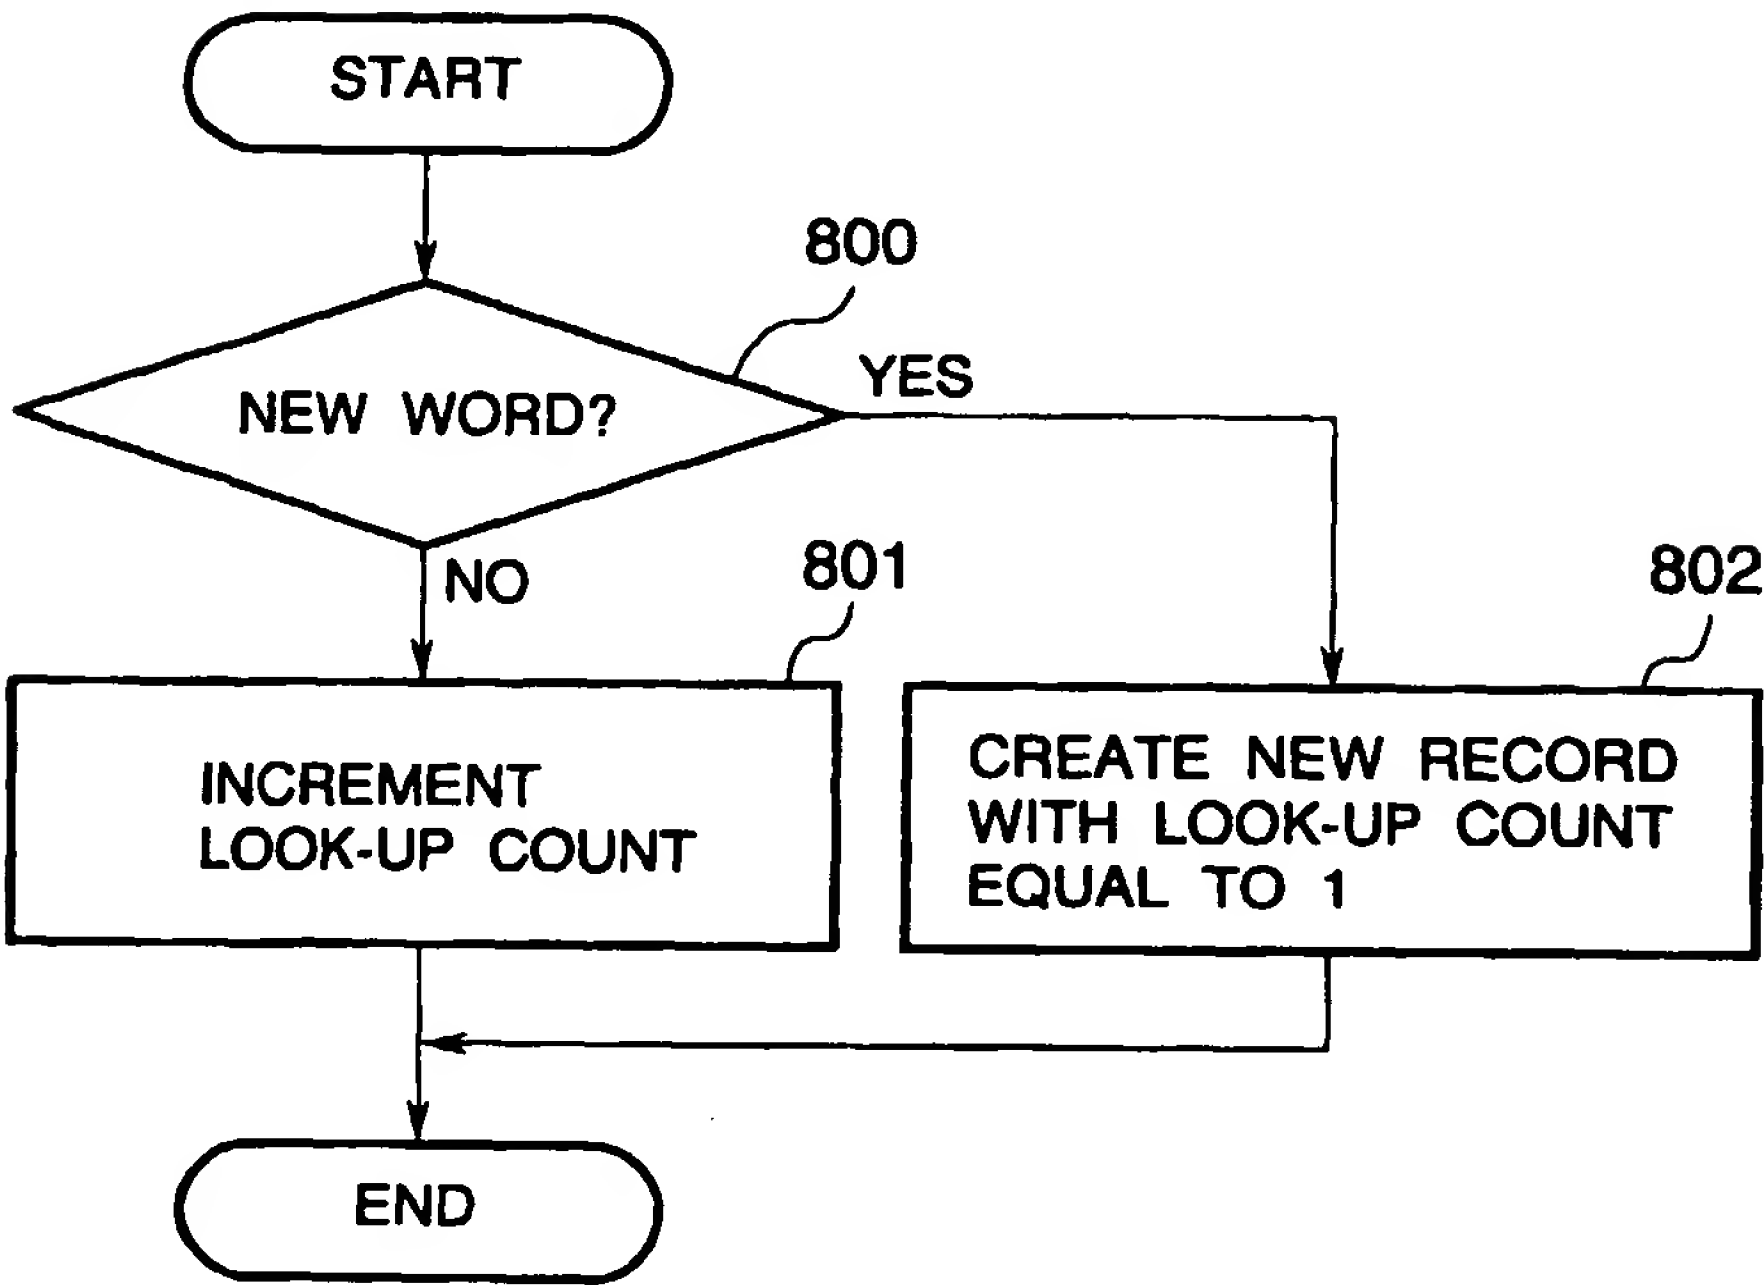 START
800
NEW WORD?
YES
NO
801
802
INCREMENT
LOOK-UP COUNT
CREATE NEW RECORD
WITH LOOK-UP COUNT
EQUAL TO 1
END